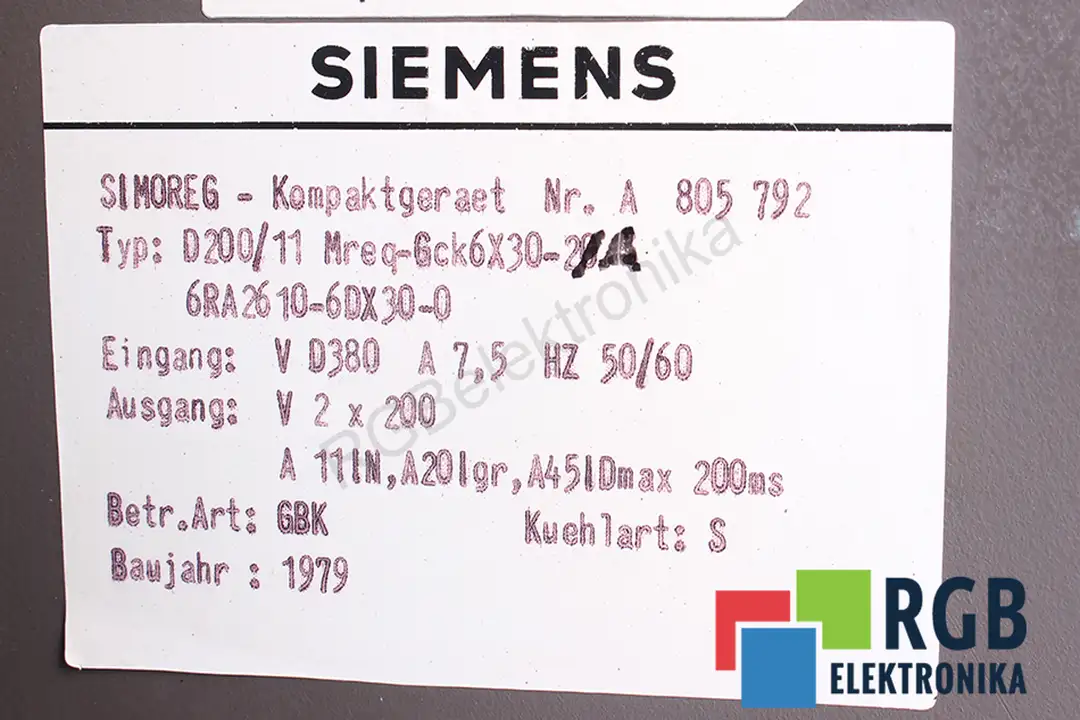 SIEMENS
SIMOREG - Kompaktgeraet Nr. A 805 792
Typ: D200/11 Mreq-Gck6X30-2
6RA2610-6DX30-0
Eingang: V D380 A 7,5 HZ 50/60
Ausgang: V 2 x 200
A 11IN,A20Igr,A45IDmax 200ms
Betr.Art: GBK Kuehlart: S
Baujahr : 1979
RGBelektronika
RGB
ELEKTRONIKA